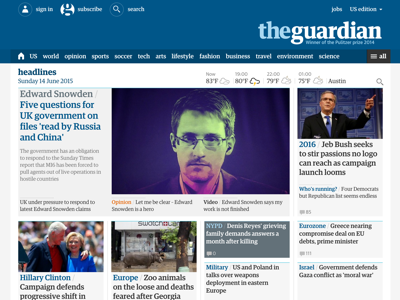 sign in
subscribe
search
jobs
US edition
theguardian
Winner of the Pulitzer prize 2014
US world opinion sports soccer tech arts lifestyle fashion business travel environment science
all
headlines
Sunday 14 June 2015
Now
83°F
19:00
80°F
22:00
79°F
01:00
75°F
Austin
Edward Snowden /
Five questions for
UK government on
files 'read by Russia
and China'
The government has an obligation
to respond to the Sunday Times
report that MI6 has been forced to
pull agents out of live operations in
hostile countries
UK under pressure to respond to
latest Edward Snowden claims
Opinion / Let me be clear –
Edward Snowden is a hero
Video / Edward Snowden says
my work is not finished
2016 / Jeb Bush seeks
to stir passions no logo
can reach as campaign
launch looms
Who's running? / Four Democrats
but Republican list seems endless
Hillary Clinton /
Campaign defends
progressive shift in
SWATCH
Europe / Zoo animals
on the loose and deaths
feared after Georgia
NYPD / Denis Reyes' grieving
family demands answers a
month after killing
Military / US and Poland in
talks over weapons
deployment in eastern
Europe
Eurozone / Greece nearing
compromise deal on EU
debts, prime minister
Israel / Government defends
Gaza conflict as 'moral war'